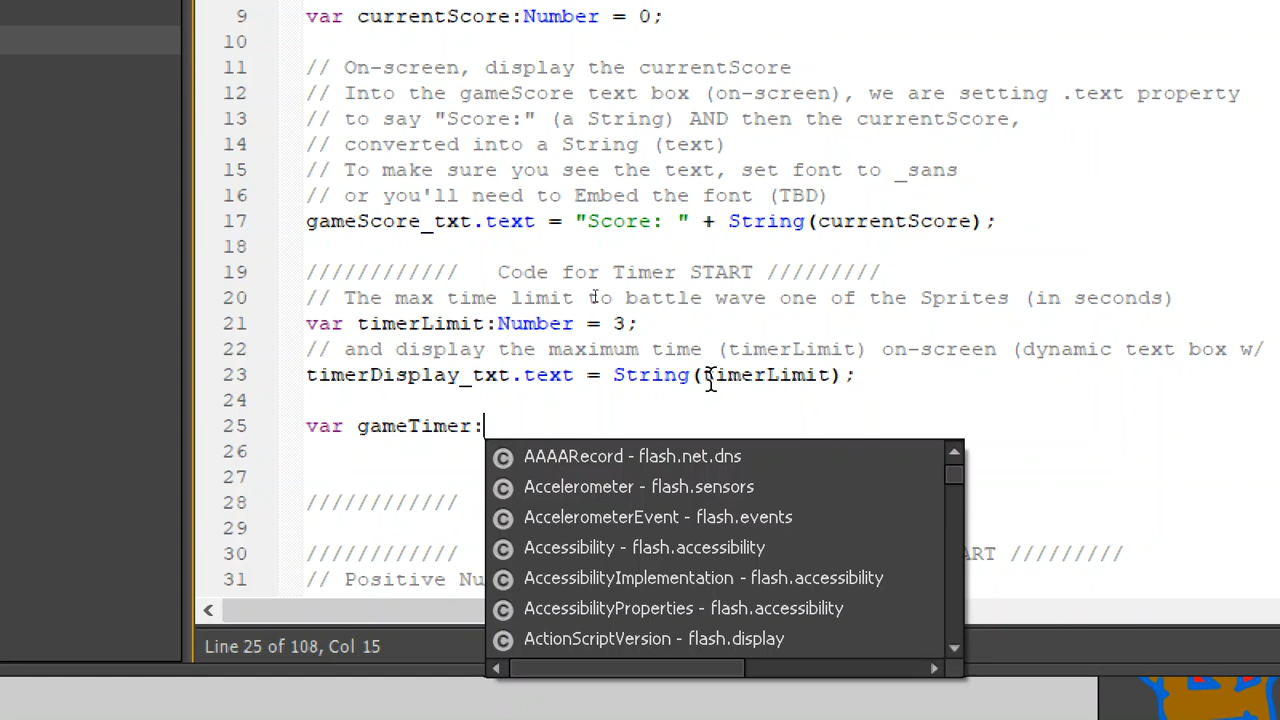 9 var currentScore:Number = 0;
10
11 // On-screen, display the currentScore
12 // Into the gameScore text box (on-screen), we are setting .text property
13 // to say "Score:" (a String) AND then the currentScore,
14 // converted into a String (text)
15 // To make sure you see the text, set font to _sans
16 // or you'll need to Embed the font (TBD)
17 gameScore_txt.text = "Score: " + String(currentScore);
18
19 //////////// Code for Timer START /////////
20 // The max time limit to battle wave one of the Sprites (in seconds)
21 var timerLimit:Number = 3;
22 // and display the maximum time (timerLimit) on-screen (dynamic text box w/
23 timerDisplay_txt.text = String(timerLimit);
24
25 var gameTimer:
26
27
28 ////////////
29
30 //////////// ART /////////
31 // Positive Nu
AAAARecord - flash.net.dns
Accelerometer - flash.sensors
AccelerometerEvent - flash.events
Accessibility - flash.accessibility
AccessibilityImplementation - flash.accessibility
AccessibilityProperties - flash.accessibility
ActionScriptVersion - flash.display
Line 25 of 108, Col 15